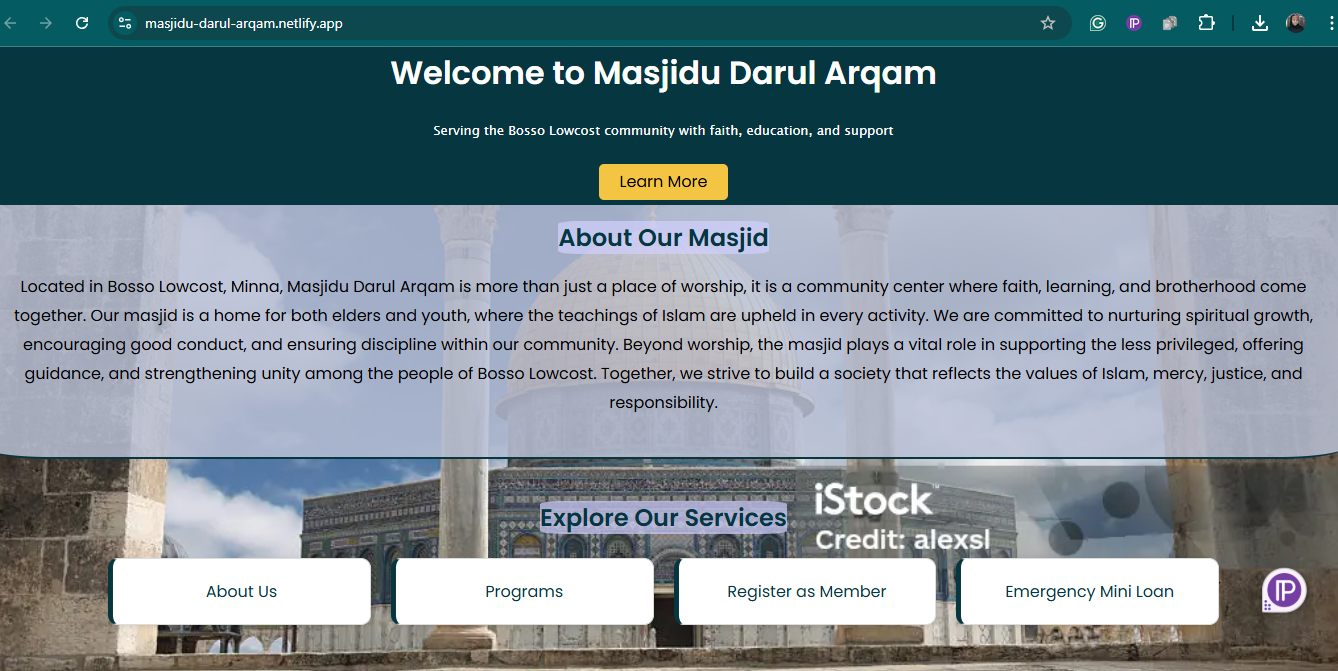 masjidu-darul-arqam.netlify.app
Welcome to Masjidu Darul Arqam
Serving the Bosso Lowcost community with faith, education, and support
Learn More
About Our Masjid
Located in Bosso Lowcost, Minna, Masjidu Darul Arqam is more than just a place of worship, it is a community center where faith, learning, and brotherhood come
together. Our masjid is a home for both elders and youth, where the teachings of Islam are upheld in every activity. We are committed to nurturing spiritual growth,
encouraging good conduct, and ensuring discipline within our community. Beyond worship, the masjid plays a vital role in supporting the less privileged, offering
guidance, and strengthening unity among the people of Bosso Lowcost. Together, we strive to build a society that reflects the values of Islam, mercy, justice, and
responsibility.
iStock™
Explore Our Services
Credit: alexsl
About Us
Programs
Register as Member
Emergency Mini Loan
IP